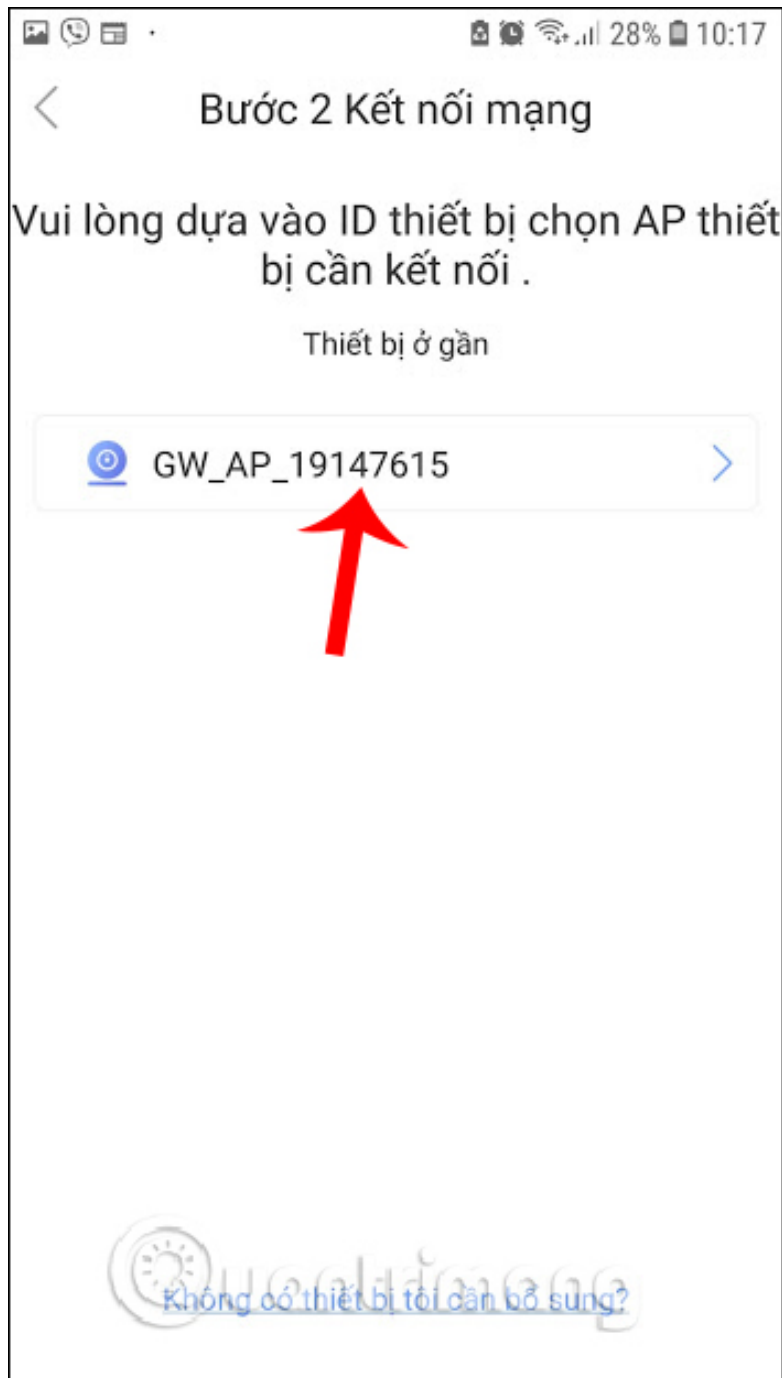 28% 10:17
Bước 2 Kết nối mạng
Vui lòng dựa vào ID thiết bị chọn AP thiết
bị cần kết nối .
Thiết bị ở gần
GW_AP_19147615
Quantrimang
Không có thiết bị tôi cần bổ sung?